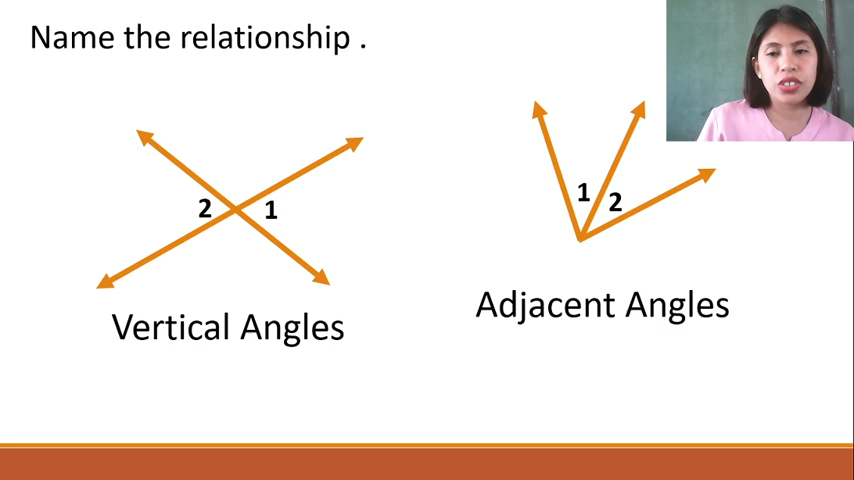 Name the relationship .
2 1
1 2
Vertical Angles
Adjacent Angles